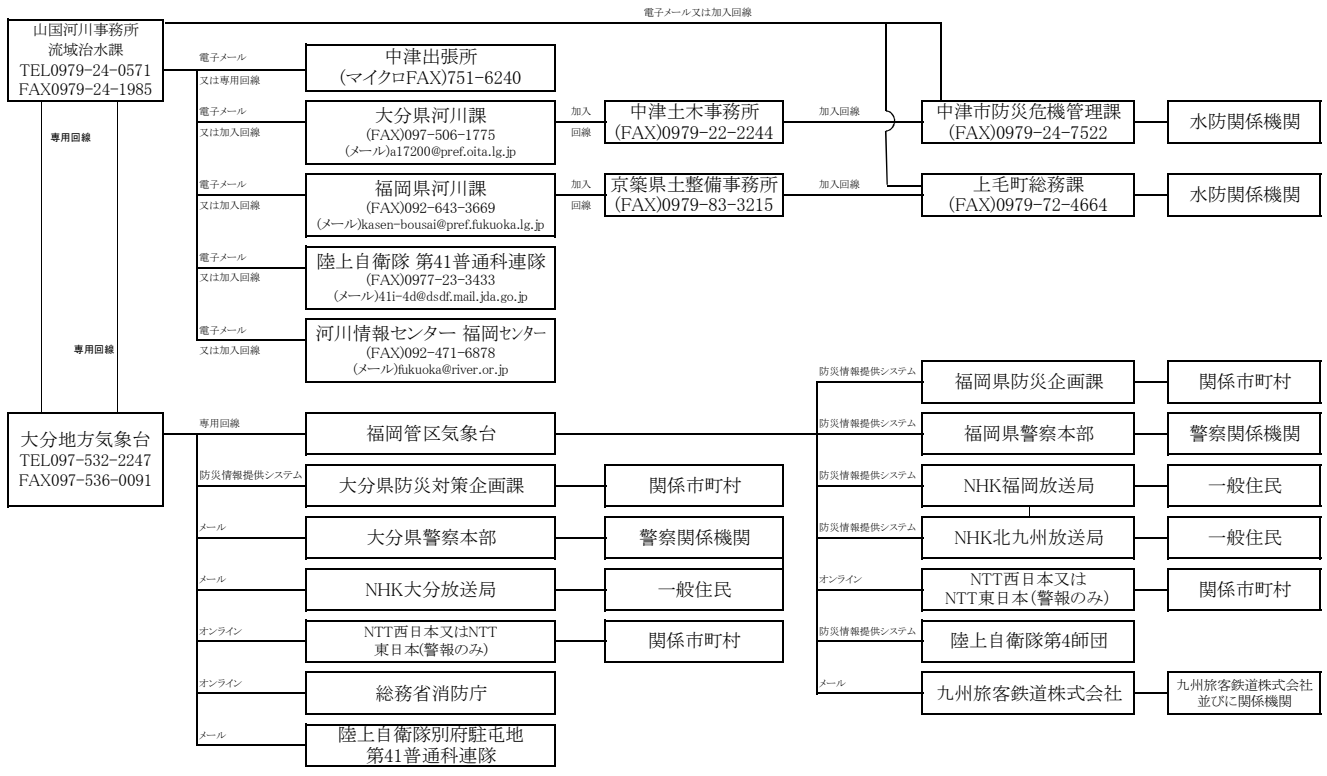 電子メール又は加入回線
山国河川事務所
流域治水課
TEL0979-24-0571
FAX0979-24-1985
電子メール
又は専用回線
中津出張所
(マイクロFAX)751-6240
電子メール
又は加入回線
大分県河川課
(FAX)097-506-1775
(メール)a17200@pref.oita.lg.jp
加入
回線
中津土木事務所
(FAX)0979-22-2244
加入回線
中津市防災危機管理課
(FAX)0979-24-7522
水防関係機関
専用回線
電子メール
又は加入回線
福岡県河川課
(FAX)092-643-3669
(メール)kasen-bousai@pref.fukuoka.lg.jp
加入
回線
京築県土整備事務所
(FAX)0979-83-3215
加入回線
上毛町総務課
(FAX)0979-72-4664
水防関係機関
電子メール
又は加入回線
陸上自衛隊 第41普通科連隊
(FAX)0977-23-3433
(メール)41i-4d@dsdf.mail.jda.go.jp
専用回線
電子メール
又は加入回線
河川情報センター 福岡センター
(FAX)092-471-6878
(メール)fukuoka@river.or.jp
防災情報提供システム
福岡県防災企画課
関係市町村
大分地方気象台
TEL097-532-2247
FAX097-536-0091
専用回線
福岡管区気象台
防災情報提供システム
福岡県警察本部
警察関係機関
防災情報提供システム
大分県防災対策企画課
関係市町村
防災情報提供システム
NHK福岡放送局
一般住民
メール
大分県警察本部
警察関係機関
防災情報提供システム
NHK北九州放送局
一般住民
メール
NHK大分放送局
一般住民
オンライン
NTT西日本又は
NTT東日本(警報のみ)
関係市町村
オンライン
NTT西日本又はNTT
東日本(警報のみ)
関係市町村
防災情報提供システム
陸上自衛隊第4師団
オンライン
総務省消防庁
メール
九州旅客鉄道株式会社
九州旅客鉄道株式会社
並びに関係機関
メール
陸上自衛隊別府駐屯地
第41普通科連隊